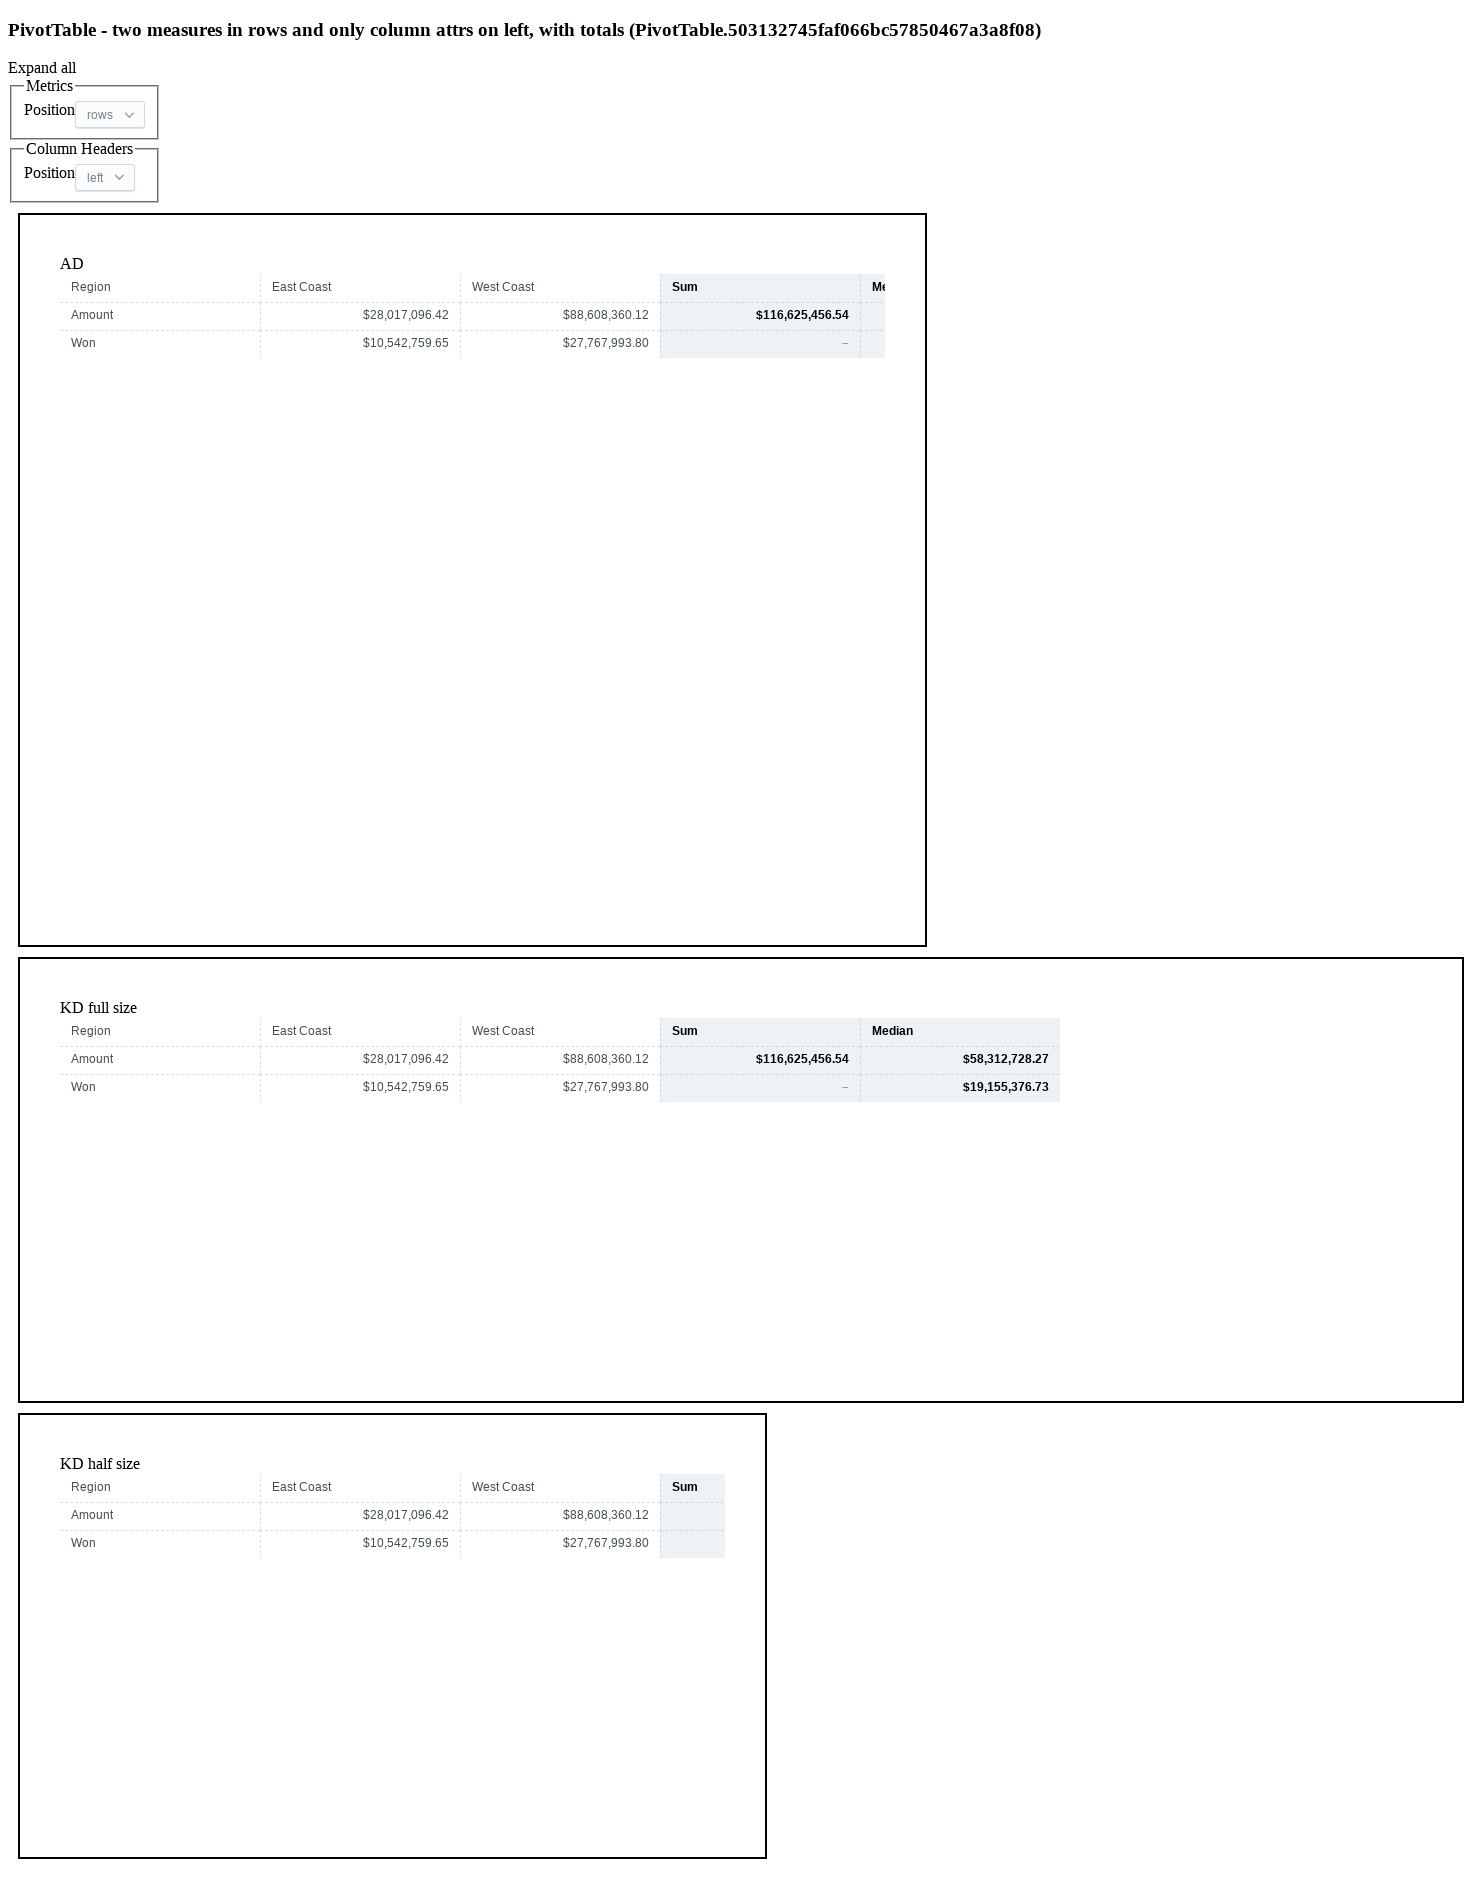 PivotTable - two measures in rows and only column attrs on left, with totals (PivotTable.503132745faf066bc57850467a3a8f08)
Expand all
Metrics
Position rows
Column Headers
Position left
AD
Region East Coast West Coast Sum Me
Amount $28,017,096.42 $88,608,360.12 $116,625,456.54
Won $10,542,759.65 $27,767,993.80 –
KD full size
Region East Coast West Coast Sum Median
Amount $28,017,096.42 $88,608,360.12 $116,625,456.54 $58,312,728.27
Won $10,542,759.65 $27,767,993.80 – $19,155,376.73
KD half size
Region East Coast West Coast Sum
Amount $28,017,096.42 $88,608,360.12
Won $10,542,759.65 $27,767,993.80